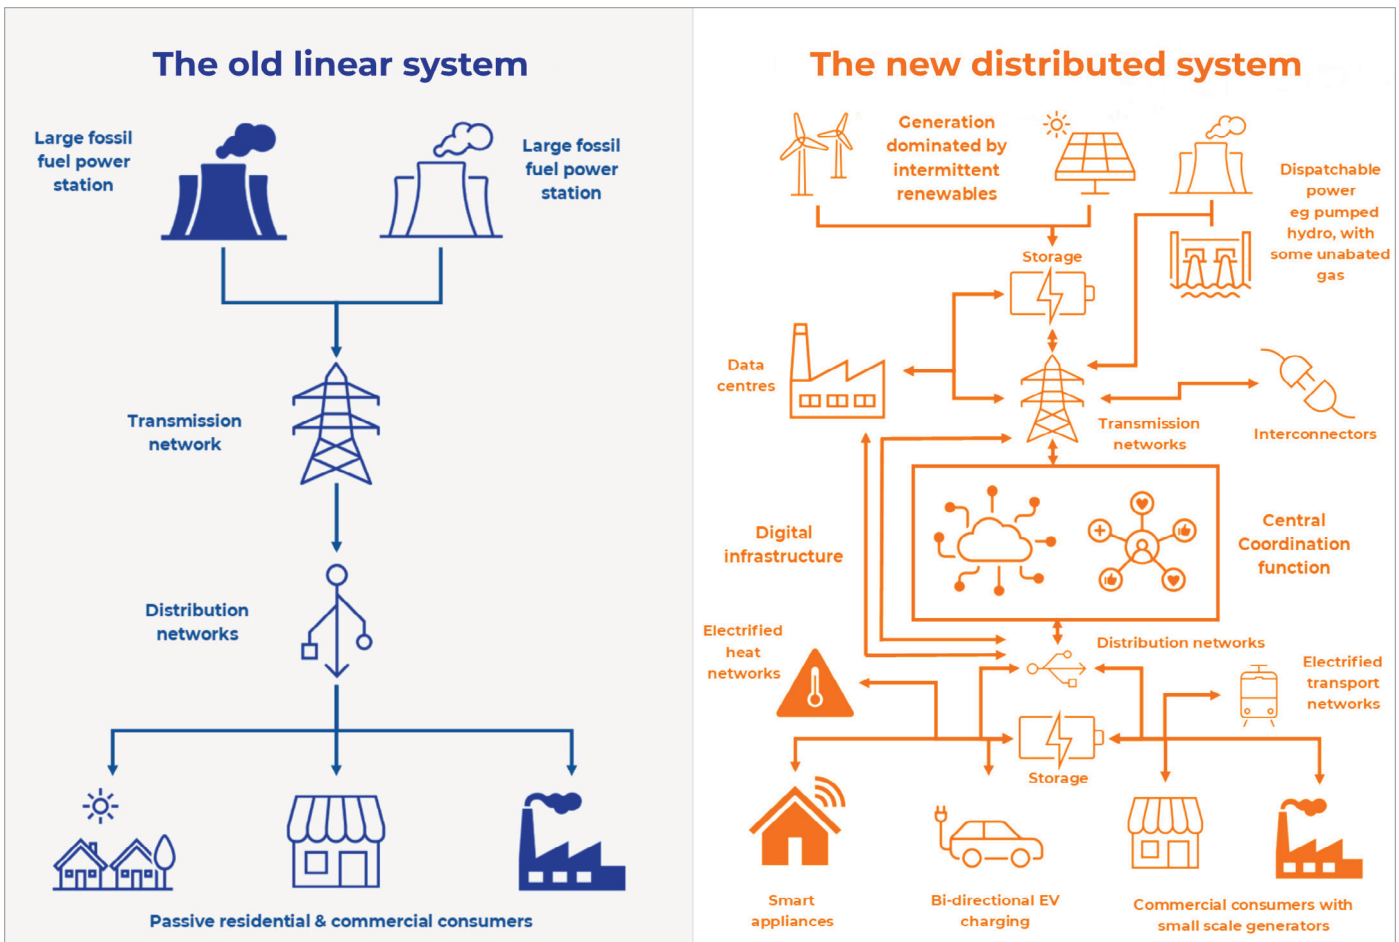 The old linear system
Large fossil
fuel power
station
Large fossil
fuel power
station
Transmission
network
Distribution
networks
Passive residential & commercial consumers
The new distributed system
Generation
dominated by
intermittent
renewables
Dispatchable
power
eg pumped
hydro, with
some unabated
gas
Storage
Data
centres
Transmission
networks
Interconnectors
Digital
infrastructure
Central
Coordination
function
Electrified
heat
networks
Distribution networks
Electrified
transport
networks
Storage
Smart
appliances
Bi-directional EV
charging
Commercial consumers with
small scale generators